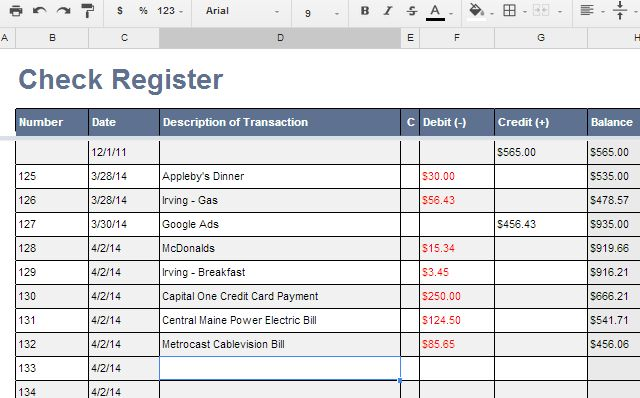 $ % 123 Arial 9 B I S A
A B C D E F G H
Check Register
Number Date Description of Transaction C Debit (-) Credit (+) Balance
12/1/11 $565.00 $565.00
125 3/28/14 Appleby's Dinner $30.00 $535.00
126 3/28/14 Irving - Gas $56.43 $478.57
127 3/30/14 Google Ads $456.43 $935.00
128 4/2/14 McDonalds $15.34 $919.66
129 4/2/14 Irving - Breakfast $3.45 $916.21
130 4/2/14 Capital One Credit Card Payment $250.00 $666.21
131 4/2/14 Central Maine Power Electric Bill $124.50 $541.71
132 4/2/14 Metrocast Cablevision Bill $85.65 $456.06
133 4/2/14
134 4/2/14